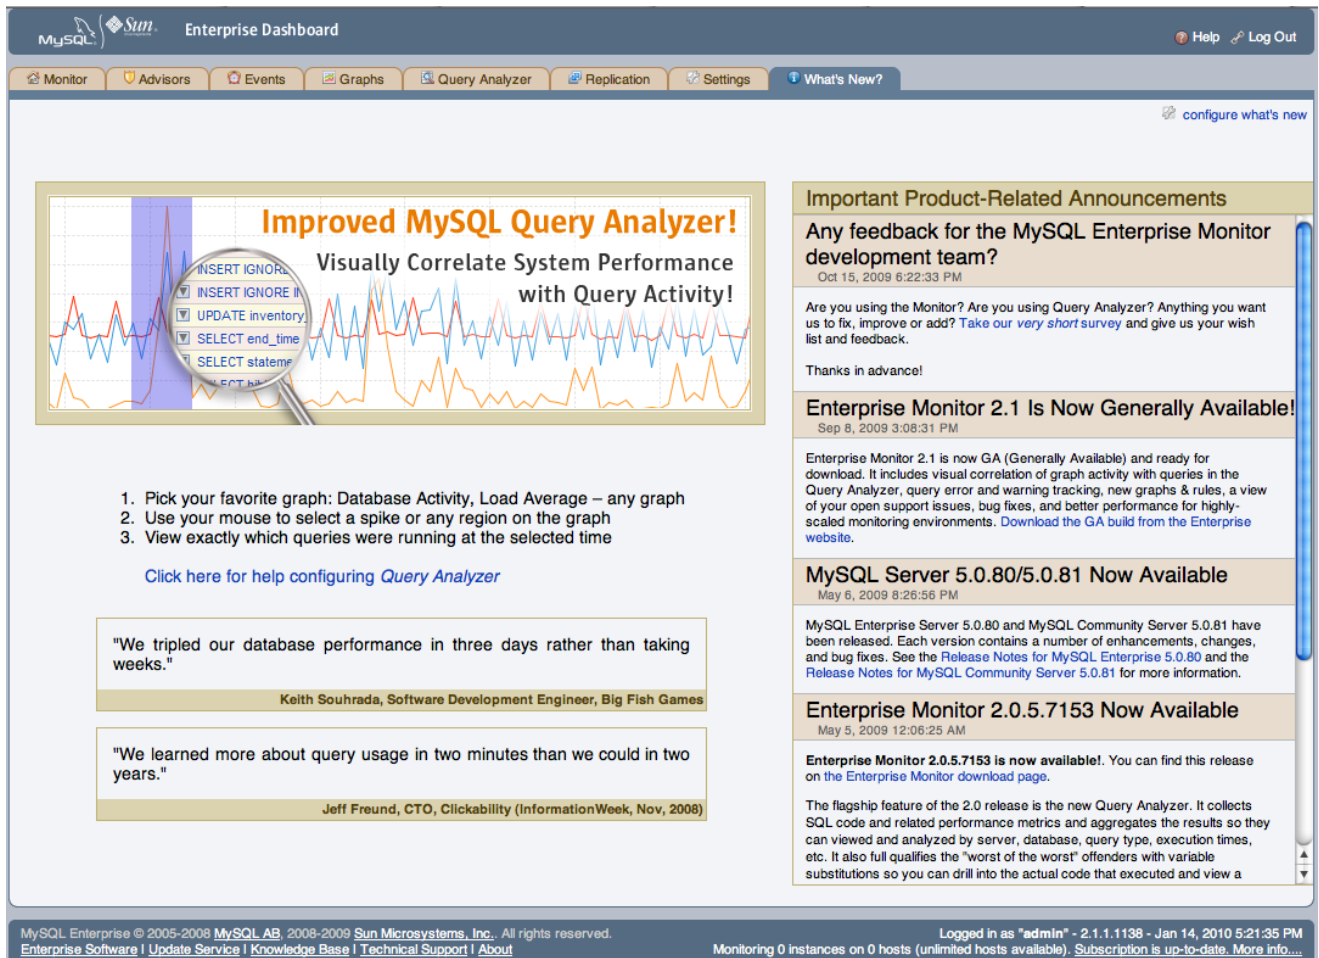 MySQL Sun microsystems Enterprise Dashboard
Help Log Out
Monitor Advisors Events Graphs Query Analyzer Replication Settings What's New?
configure what's new
Improved MySQL Query Analyzer!
Visually Correlate System Performance
with Query Activity!
INSERT IGNORE
INSERT IGNORE IN
UPDATE inventory_
SELECT end_time
SELECT stateme
1. Pick your favorite graph: Database Activity, Load Average – any graph
2. Use your mouse to select a spike or any region on the graph
3. View exactly which queries were running at the selected time
Click here for help configuring Query Analyzer
"We tripled our database performance in three days rather than taking
weeks."
Keith Souhrada, Software Development Engineer, Big Fish Games
"We learned more about query usage in two minutes than we could in two
years."
Jeff Freund, CTO, Clickability (InformationWeek, Nov, 2008)
Important Product-Related Announcements
Any feedback for the MySQL Enterprise Monitor
development team?
Oct 15, 2009 6:22:33 PM
Are you using the Monitor? Are you using Query Analyzer? Anything you want
us to fix, improve or add? Take our very short survey and give us your wish
list and feedback.
Thanks in advance!
Enterprise Monitor 2.1 Is Now Generally Available!
Sep 8, 2009 3:08:31 PM
Enterprise Monitor 2.1 is now GA (Generally Available) and ready for
download. It includes visual correlation of graph activity with queries in the
Query Analyzer, query error and warning tracking, new graphs & rules, a view
of your open support issues, bug fixes, and better performance for highly-
scaled monitoring environments. Download the GA build from the Enterprise
website.
MySQL Server 5.0.80/5.0.81 Now Available
May 6, 2009 8:26:56 PM
MySQL Enterprise Server 5.0.80 and MySQL Community Server 5.0.81 have
been released. Each version contains a number of enhancements, changes,
and bug fixes. See the Release Notes for MySQL Enterprise 5.0.80 and the
Release Notes for MySQL Community Server 5.0.81 for more information.
Enterprise Monitor 2.0.5.7153 Now Available
May 5, 2009 12:06:25 AM
Enterprise Monitor 2.0.5.7153 is now available!. You can find this release
on the Enterprise Monitor download page.
The flagship feature of the 2.0 release is the new Query Analyzer. It collects
SQL code and related performance metrics and aggregates the results so they
can viewed and analyzed by server, database, query type, execution times,
etc. It also full qualifies the "worst of the worst" offenders with variable
substitutions so you can drill into the actual code that executed and view a
MySQL Enterprise © 2005-2008 MySQL AB, 2008-2009 Sun Microsystems, Inc.. All rights reserved.
Enterprise Software | Update Service | Knowledge Base | Technical Support | About
Logged in as "admin" - 2.1.1.1138 - Jan 14, 2010 5:21:35 PM
Monitoring 0 instances on 0 hosts (unlimited hosts available). Subscription is up-to-date. More info....